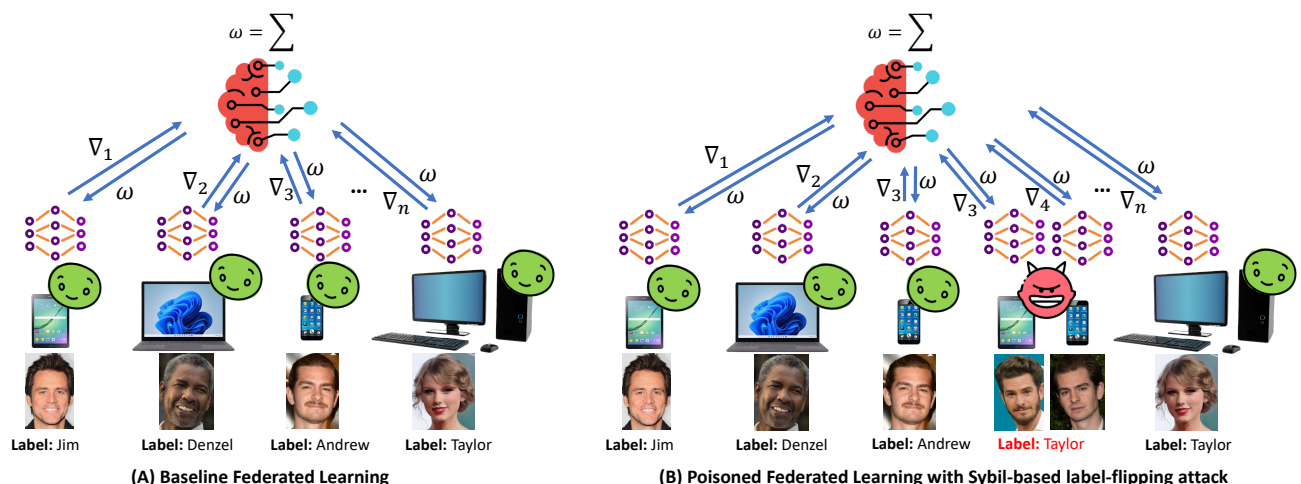 ω = ∑
∇1
ω
∇2
ω
∇3
ω
...
∇n
ω
Label: Jim
Label: Denzel
Label: Andrew
Label: Taylor
(A) Baseline Federated Learning
ω = ∑
∇1
ω
∇2
ω
∇3
ω
∇3
ω
∇4
ω
...
∇n
ω
Label: Jim
Label: Denzel
Label: Andrew
Label: Taylor
Label: Taylor
(B) Poisoned Federated Learning with Sybil-based label-flipping attack